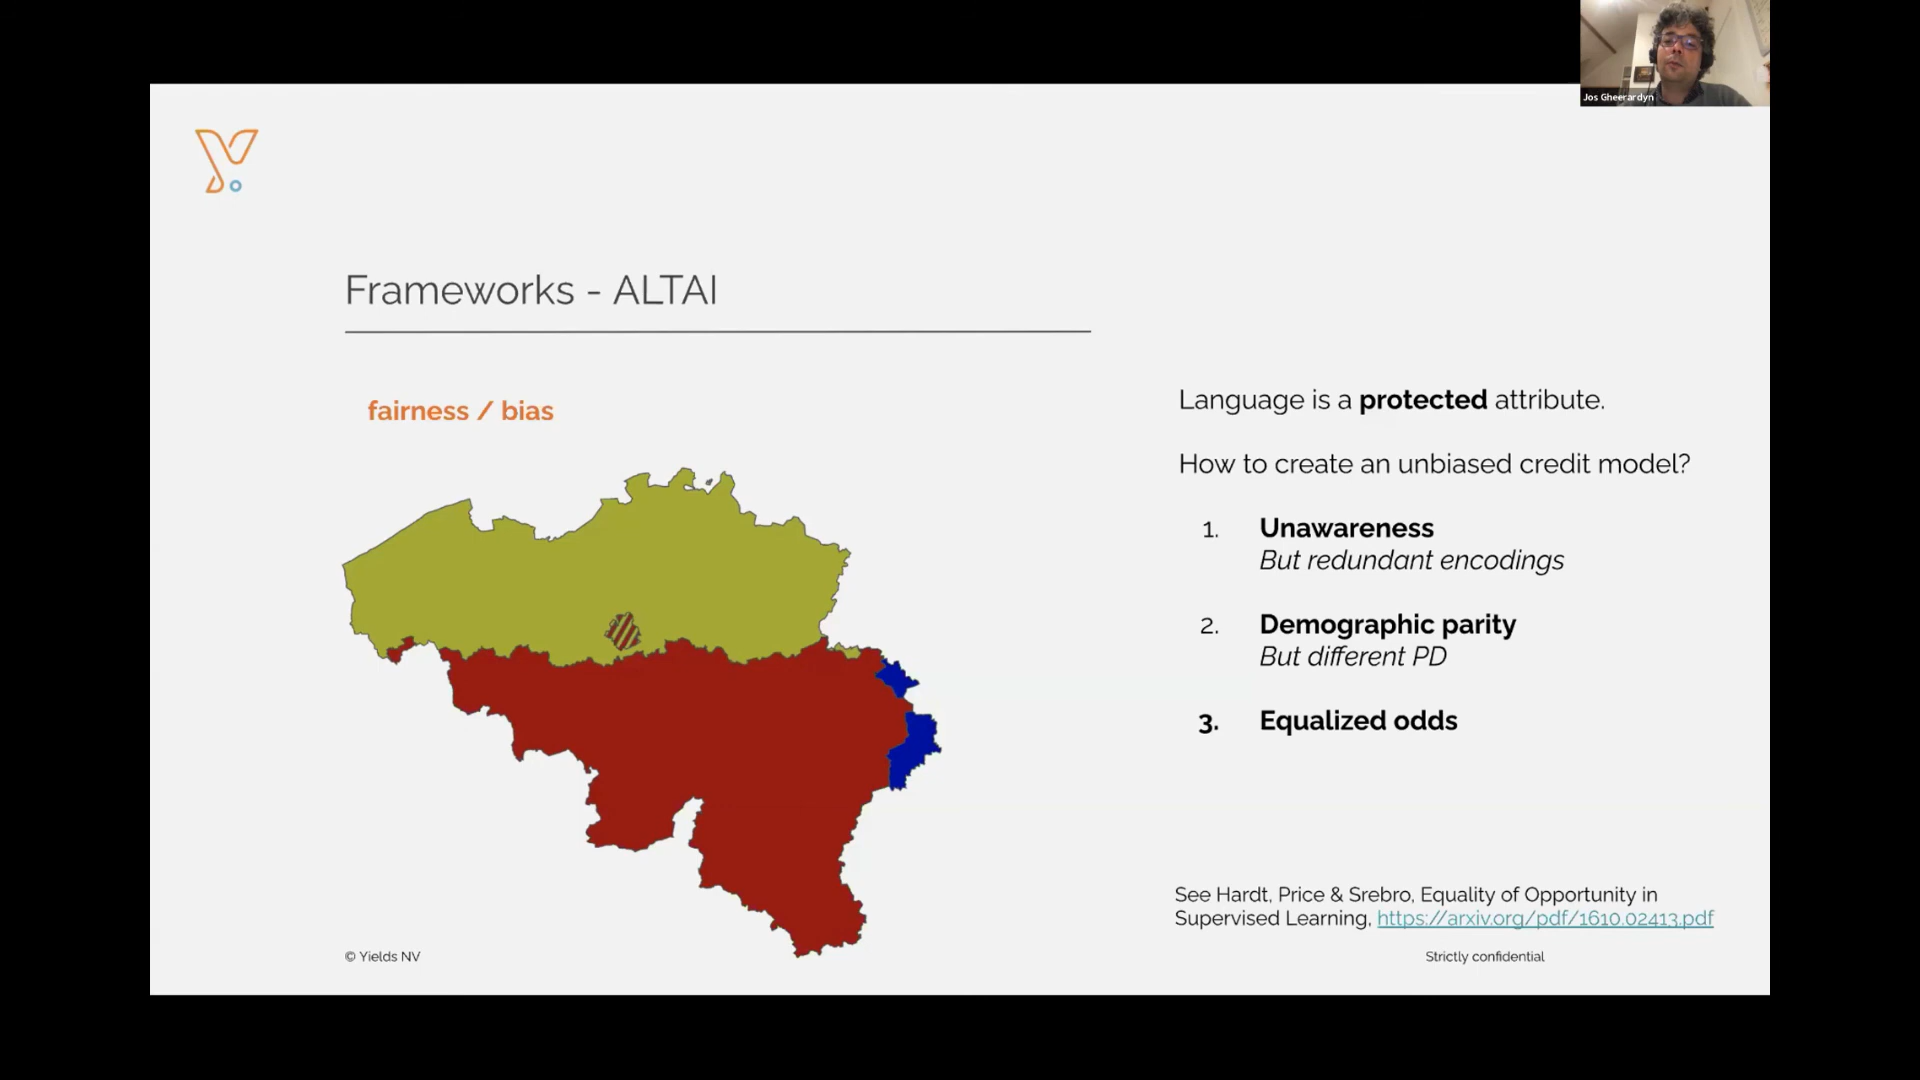 Jos Gheerardyn
Frameworks - ALTAI
fairness / bias
Language is a protected attribute.
How to create an unbiased credit model?
1. Unawareness
But redundant encodings
2. Demographic parity
But different PD
3. Equalized odds
See Hardt, Price & Srebro, Equality of Opportunity in
Supervised Learning, https://arxiv.org/pdf/1610.02413.pdf
© Yields NV
Strictly confidential